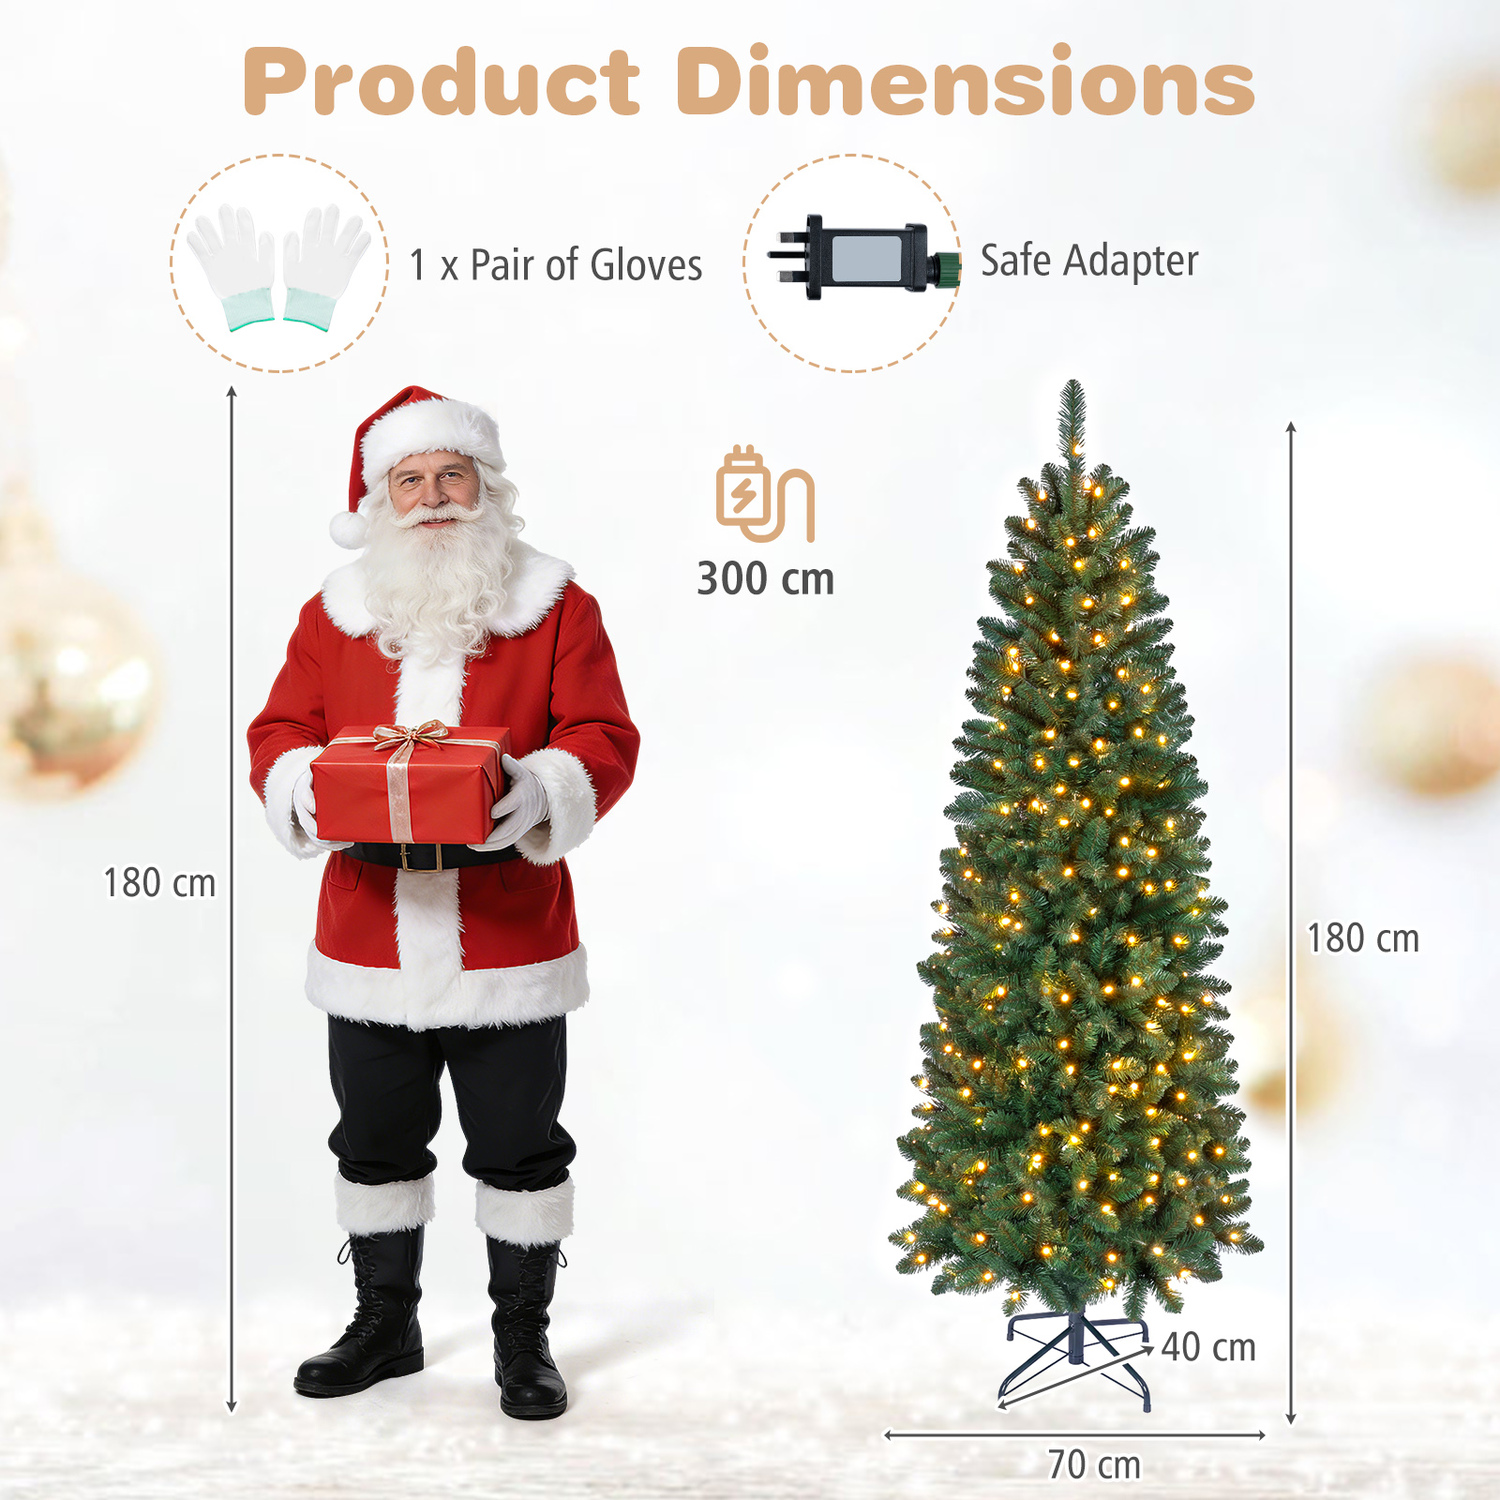 Product Dimensions
1 x Pair of Gloves
Safe Adapter
300 cm
180 cm
180 cm
40 cm
70 cm